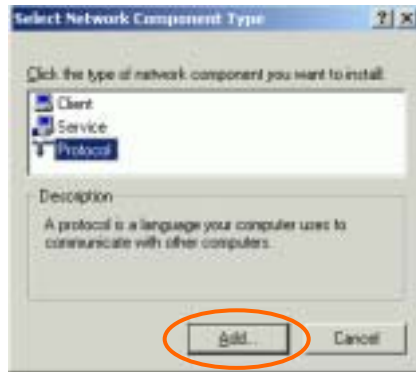 Select Network Component Type
Click the type of network component you want to install:
Client
Service
Protocol
Description
A protocol is a language your computer uses to
communicate with other computers.
Add...
Cancel